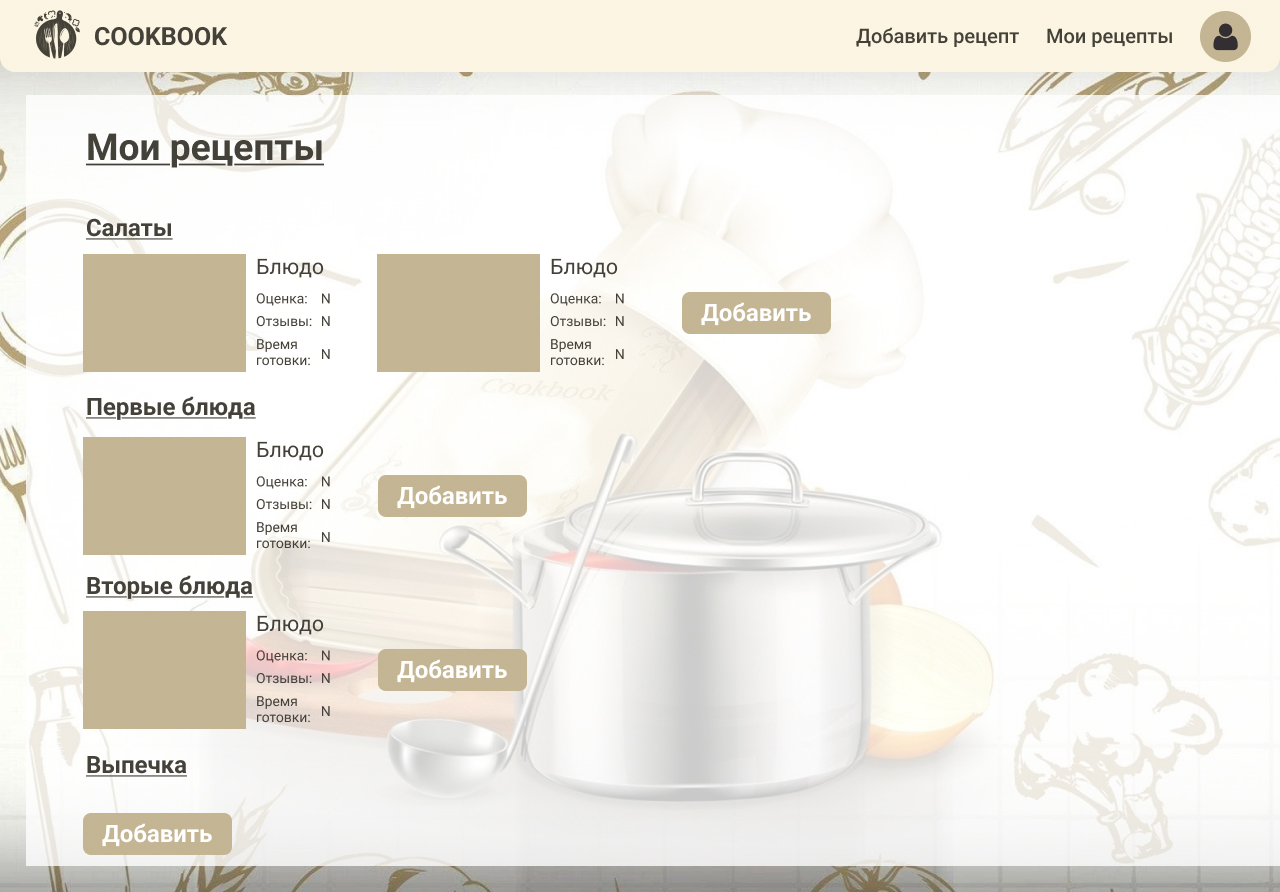 COOKBOOK
Добавить рецепт
Мои рецепты
Мои рецепты
Салаты
Блюдо
Оценка: N
Отзывы: N
Время
готовки: N
Блюдо
Оценка: N
Отзывы: N
Время
готовки: N
Добавить
Cookbook
Первые блюда
Блюдо
Оценка: N
Отзывы: N
Время
готовки: N
Добавить
Вторые блюда
Блюдо
Оценка: N
Отзывы: N
Время
готовки: N
Добавить
Выпечка
Добавить